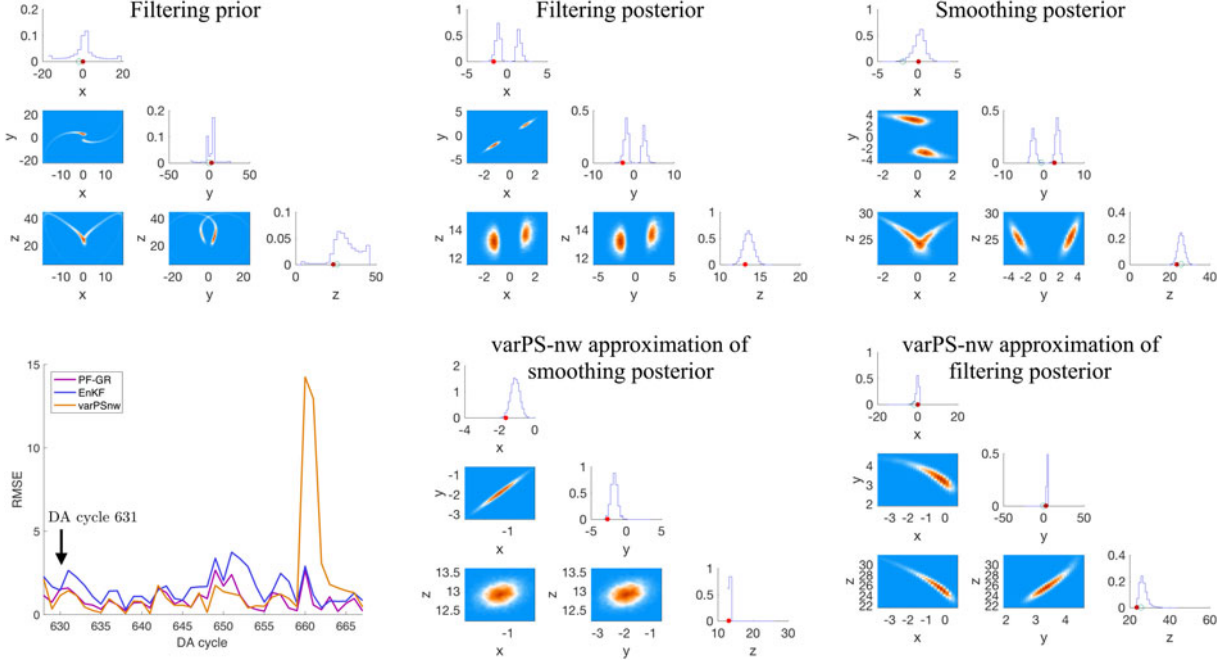 Filtering prior
0.2
0.1
0
-20 0 20
x
y
20
0
-20
-10 0 10
x
0.2
0.1
0
-50 0 50
y
z
40
20
-10 0 10
x
40
20
-20 0 20
y
0.1
0.05
0
0 50
z
Filtering posterior
1
0.5
0
-5 0 5
x
5
0
-5
-2 0 2
x
1
0.5
0
-10 0 10
y
z
14
12
-2 0 2
x
14
12
-5 0 5
y
1
0.5
0
10 15 20
z
Smoothing posterior
1
0.5
0
-5 0 5
x
y
4
2
0
-2
-4
-2 0 2
x
0.5
0
-10 0 10
y
z
30
25
-2 0 2
x
30
25
-4 -2 0 2 4
y
0.4
0.2
0
0 20 40
z
15
10
5
0
RMSE
PF-GR
EnKF
varPSnw
DA cycle 631
630 635 640 645 650 655 660 665
DA cycle
varPS-nw approximation of
smoothing posterior
2
1
0
-4 -2 0
x
y
-1
-2
-3
-1
x
1
0.5
0
-5 0 5
y
z
13.5
13
12.5
-1
x
13.5
13
12.5
-3 -2 -1
y
1
0.5
0
10 20 30
z
varPS-nw approximation of
filtering posterior
1
0.5
0
-20 0 20
x
y
4
3
2
-3 -2 -1 0
x
0.5
0
-50 0 50
y
z
28
26
24
22
-3 -2 -1 0
x
28
26
24
22
2 3 4
y
0.4
0.2
0
20 40 60
z